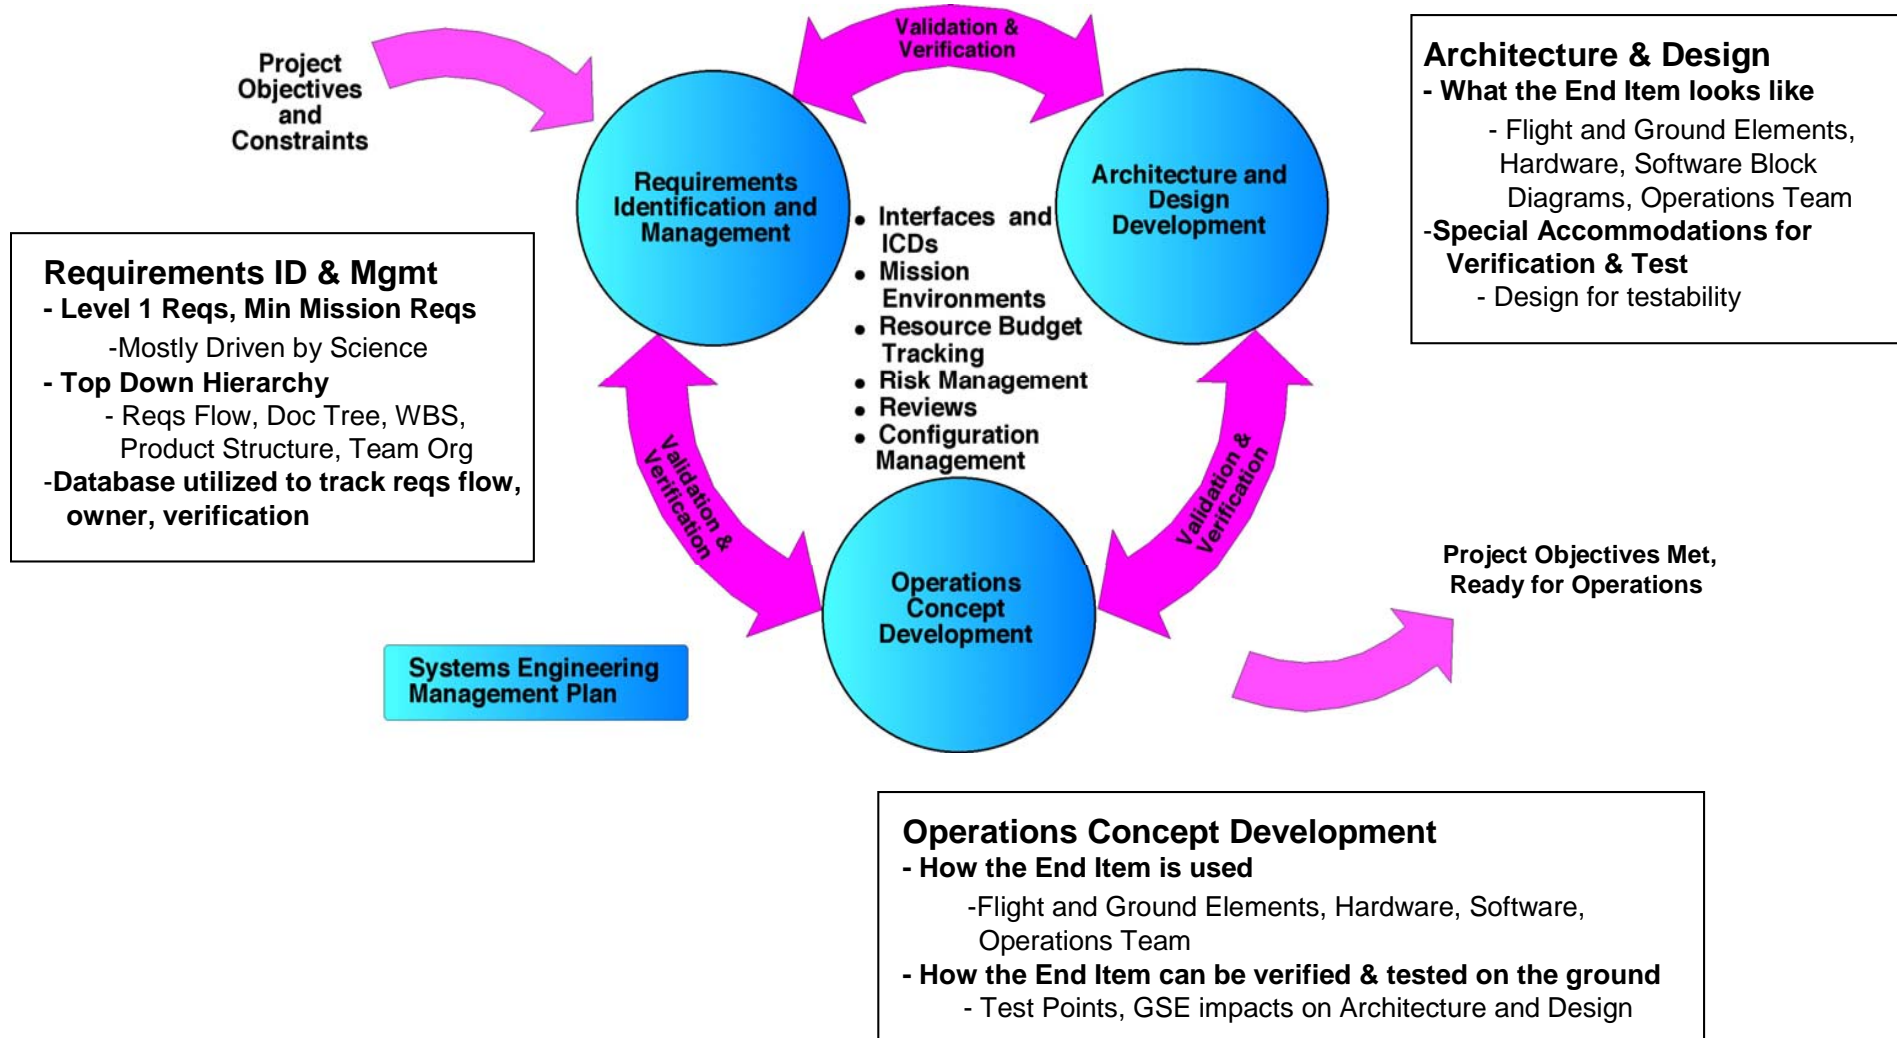 Project
Objectives
and
Constraints
Validation &
Verification
Requirements
Identification and
Management
Architecture and
Design
Development
• Interfaces and
ICDs
• Mission
Environments
• Resource Budget
Tracking
• Risk Management
• Reviews
• Configuration
Management
Validation &
Verification
Validation &
Verification
Operations
Concept
Development
Systems Engineering
Management Plan
Requirements ID & Mgmt
- Level 1 Reqs, Min Mission Reqs
-Mostly Driven by Science
- Top Down Hierarchy
- Reqs Flow, Doc Tree, WBS,
Product Structure, Team Org
-Database utilized to track reqs flow,
owner, verification
Architecture & Design
- What the End Item looks like
- Flight and Ground Elements,
Hardware, Software Block
Diagrams, Operations Team
-Special Accommodations for
Verification & Test
- Design for testability
Project Objectives Met,
Ready for Operations
Operations Concept Development
- How the End Item is used
-Flight and Ground Elements, Hardware, Software,
Operations Team
- How the End Item can be verified & tested on the ground
- Test Points, GSE impacts on Architecture and Design